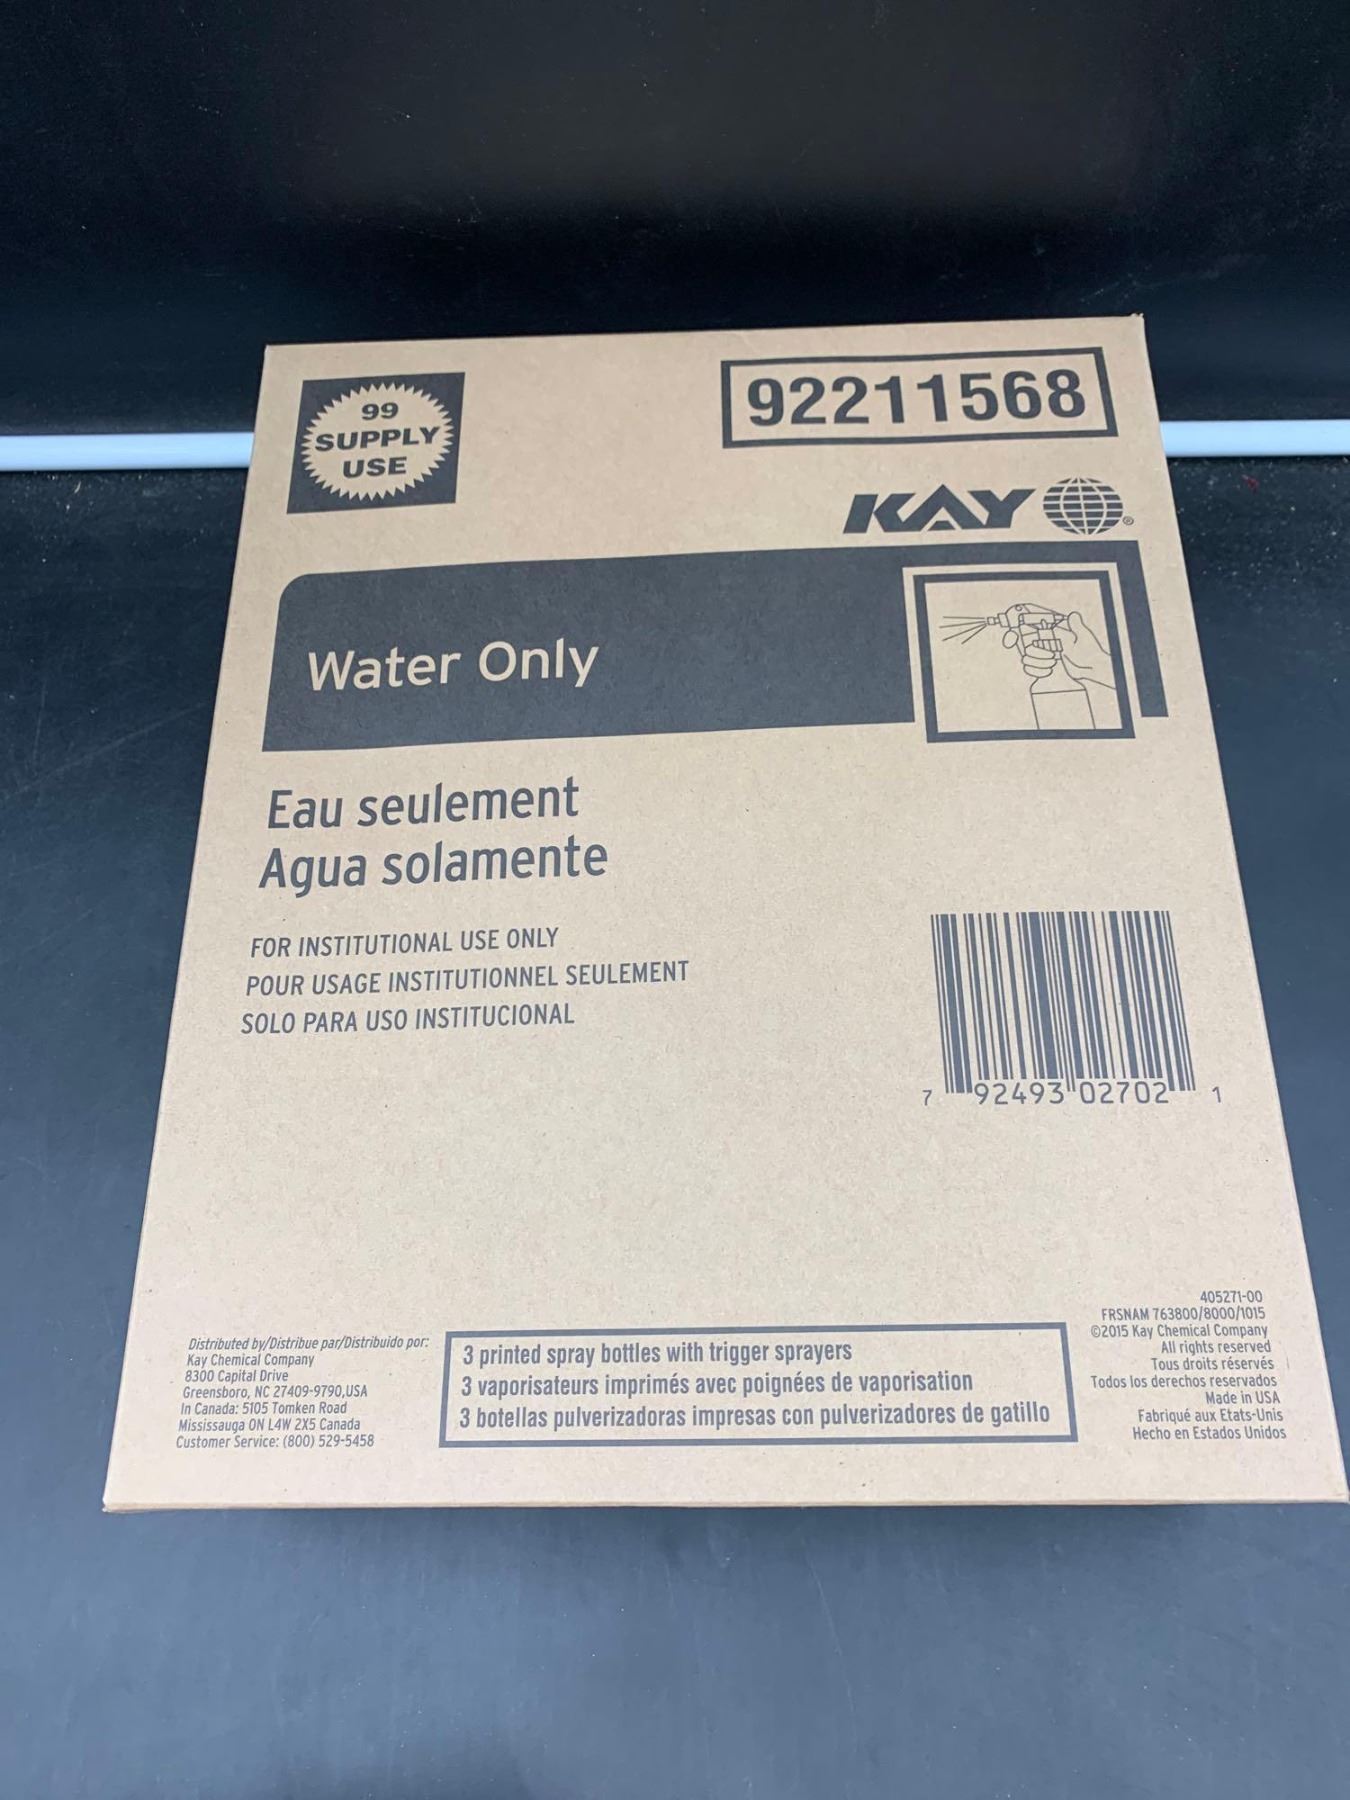 99
SUPPLY
USE
92211568
KAY®
Water Only
Eau seulement
Agua solamente
FOR INSTITUTIONAL USE ONLY
POUR USAGE INSTITUTIONNEL SEULEMENT
SOLO PARA USO INSTITUCIONAL
7 92493 02702 1
Distributed by/Distribue par/Distribuido por:
Kay Chemical Company
8300 Capital Drive
Greensboro, NC 27409-9790,USA
In Canada: 5105 Tomken Road
Mississauga ON L4W 2X5 Canada
Customer Service: (800) 529-5458
3 printed spray bottles with trigger sprayers
3 vaporisateurs imprimés avec poignées de vaporisation
3 botellas pulverizadoras impresas con pulverizadores de gatillo
405271-00
FRSNAM 763800/8000/1015
©2015 Kay Chemical Company
All rights reserved
Tous droits réservés
Todos los derechos reservados
Made in USA
Fabriqué aux Etats-Unis
Hecho en Estados Unidos